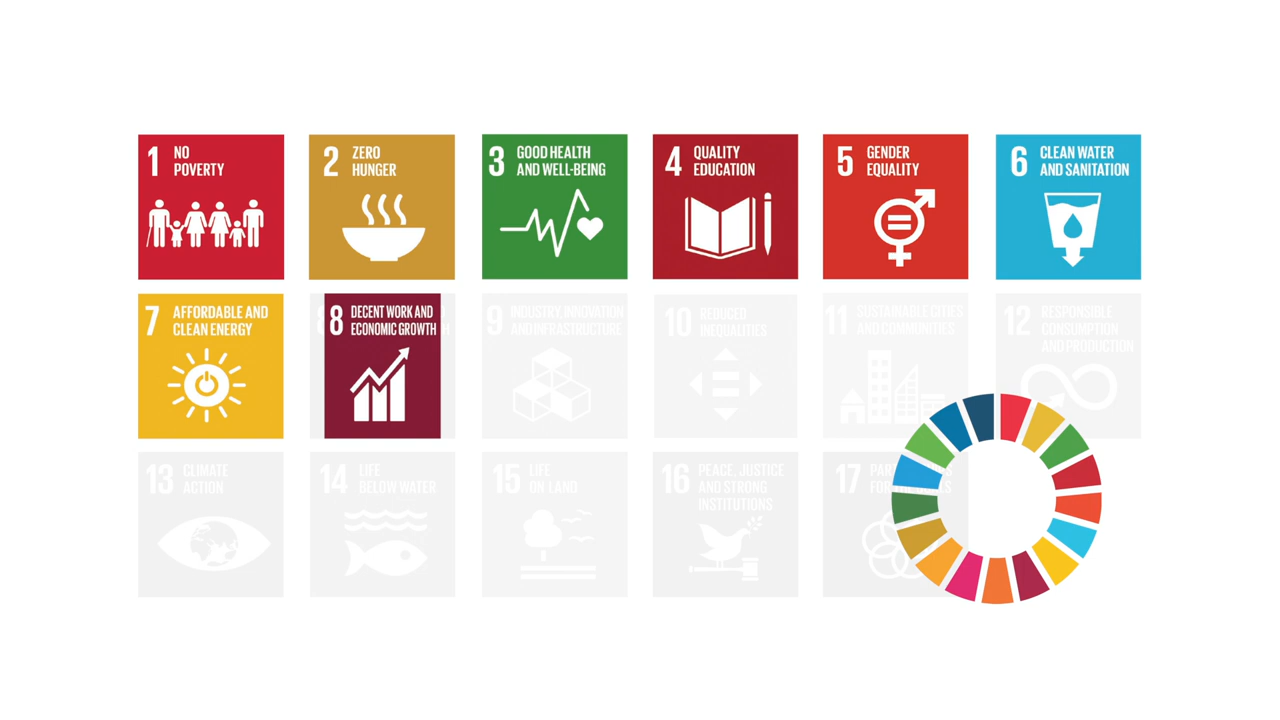 1 NO
POVERTY
2 ZERO
HUNGER
3 GOOD HEALTH
AND WELL-BEING
4 QUALITY
EDUCATION
5 GENDER
EQUALITY
6 CLEAN WATER
AND SANITATION
7 AFFORDABLE AND
CLEAN ENERGY
8 DECENT WORK AND
ECONOMIC GROWTH
9 INDUSTRY INNOVATION
AND INFRASTRUCTURE
10 REDUCED
INEQUALITIES
11 SUSTAINABLE CITIES
AND COMMUNITIES
12 RESPONSIBLE
CONSUMPTION
AND PRODUCTION
13 CLIMATE
ACTION
14 LIFE
BELOW WATER
15 LIFE
ON LAND
16 PEACE, JUSTICE
AND STRONG
INSTITUTIONS
17